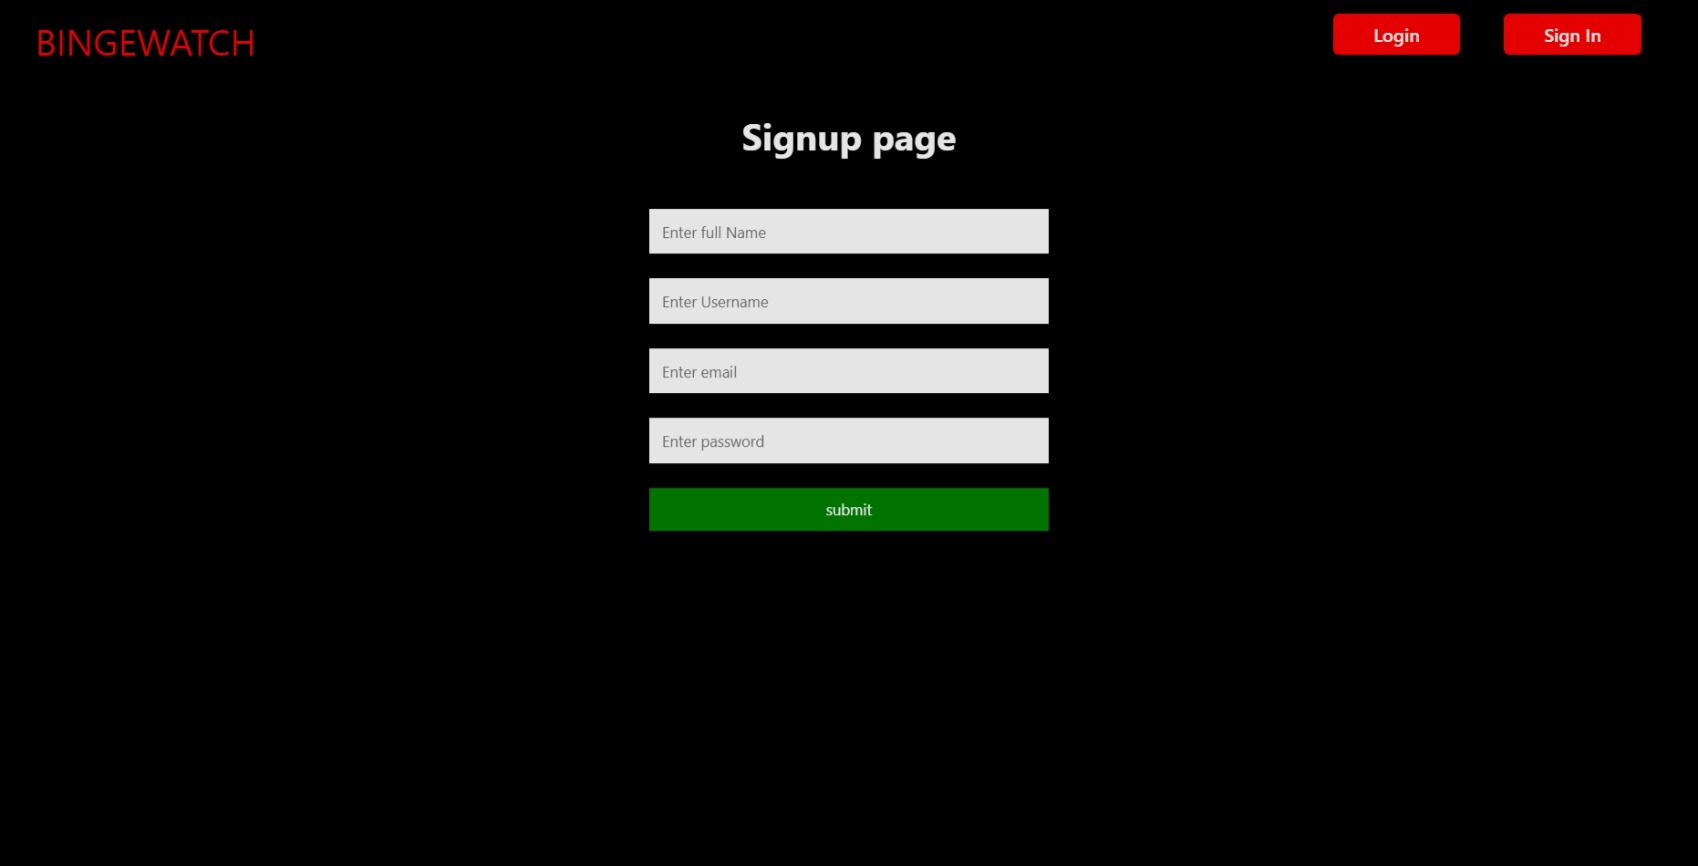 BINGEWATCH
Login
Sign In
Signup page
Enter full Name
Enter Username
Enter email
Enter password
submit